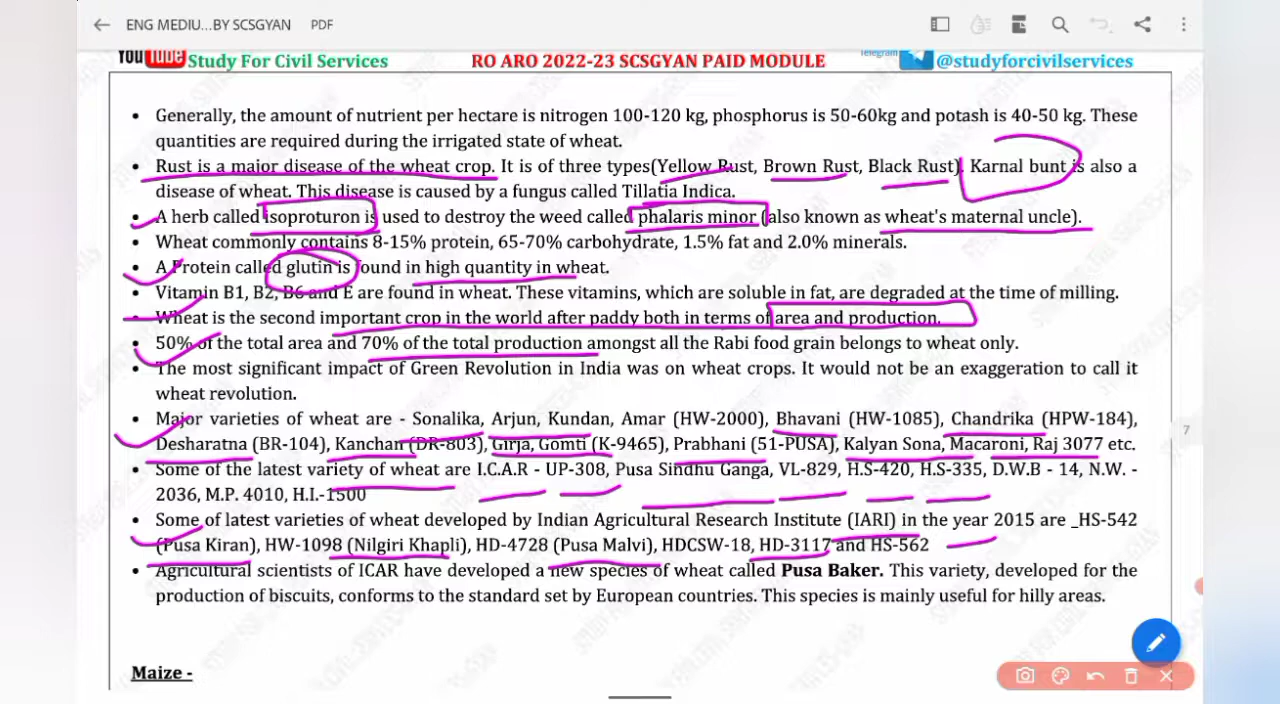 ENG MEDIU...BY SCSGYAN PDF
You Tube Study For Civil Services RO ARO 2022-23 SCSGYAN PAID MODULE Telegram @studyforcivilservices
• Generally, the amount of nutrient per hectare is nitrogen 100-120 kg, phosphorus is 50-60kg and potash is 40-50 kg. These
quantities are required during the irrigated state of wheat.
• Rust is a major disease of the wheat crop. It is of three types(Yellow Rust, Brown Rust, Black Rust). Karnal bunt is also a
disease of wheat. This disease is caused by a fungus called Tillatia Indica.
• A herb called isoproturon is used to destroy the weed called phalaris minor (also known as wheat's maternal uncle).
• Wheat commonly contains 8-15% protein, 65-70% carbohydrate, 1.5% fat and 2.0% minerals.
• A Protein called glutin is found in high quantity in wheat.
• Vitamin B1, B2, B6 and E are found in wheat. These vitamins, which are soluble in fat, are degraded at the time of milling.
• Wheat is the second important crop in the world after paddy both in terms of area and production.
• 50% of the total area and 70% of the total production amongst all the Rabi food grain belongs to wheat only.
• The most significant impact of Green Revolution in India was on wheat crops. It would not be an exaggeration to call it
wheat revolution.
• Major varieties of wheat are - Sonalika, Arjun, Kundan, Amar (HW-2000), Bhavani (HW-1085), Chandrika (HPW-184),
Desharatna (BR-104), Kanchan (DR-803), Girja, Gomti (K-9465), Prabhani (51-PUSA), Kalyan Sona, Macaroni, Raj 3077 etc.
• Some of the latest variety of wheat are I.C.A.R - UP-308, Pusa Sindhu Ganga, VL-829, H.S-420, H.S-335, D.W.B - 14, N.W. -
2036, M.P. 4010, H.I.-1500
• Some of latest varieties of wheat developed by Indian Agricultural Research Institute (IARI) in the year 2015 are _HS-542
(Pusa Kiran), HW-1098 (Nilgiri Khapli), HD-4728 (Pusa Malvi), HDCSW-18, HD-3117 and HS-562
• Agricultural scientists of ICAR have developed a new species of wheat called Pusa Baker. This variety, developed for the
production of biscuits, conforms to the standard set by European countries. This species is mainly useful for hilly areas.
7
Maize -